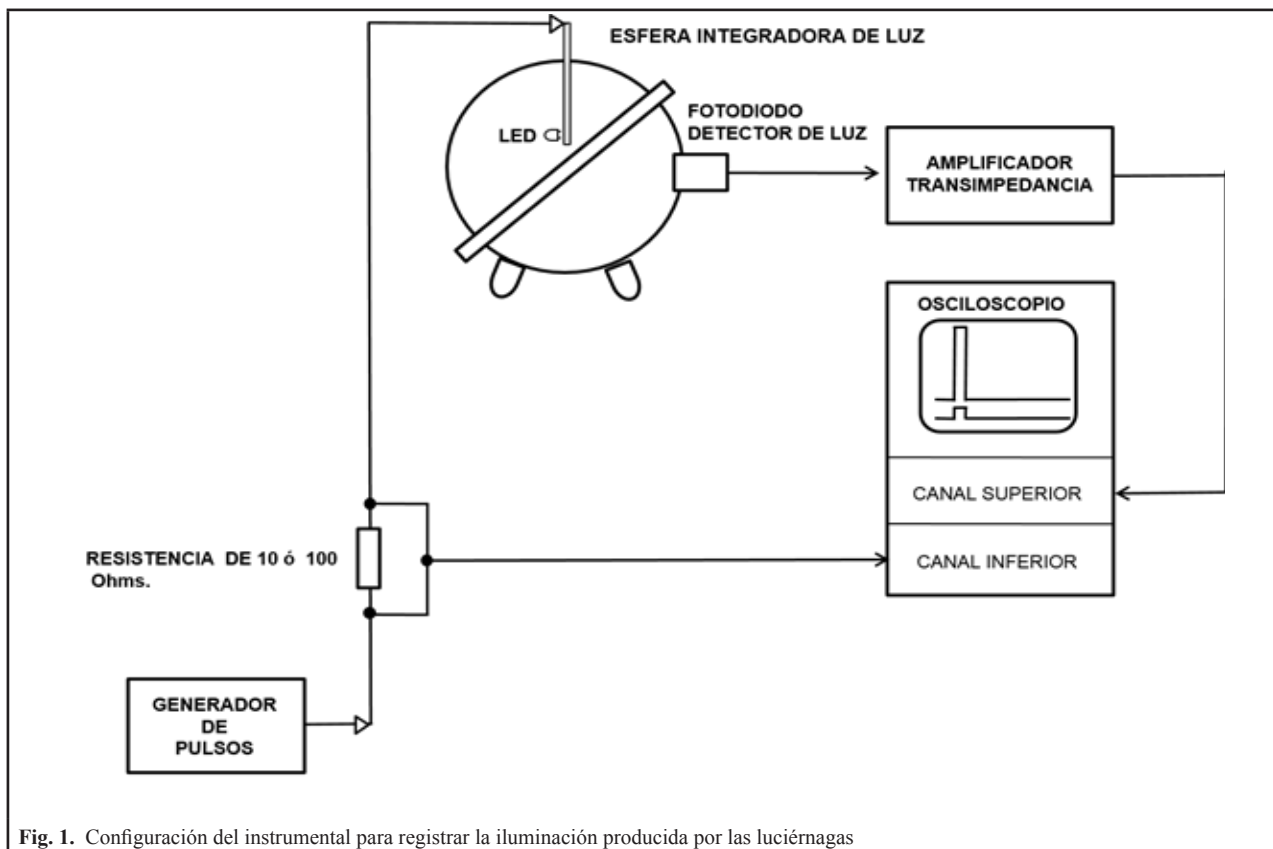 ESFERA INTEGRADORA DE LUZ
LED
FOTODIODO
DETECTOR DE LUZ
AMPLIFICADOR
TRANSIMPEDANCIA
OSCILOSCOPIO
CANAL SUPERIOR
CANAL INFERIOR
RESISTENCIA DE 10 ó 100
Ohms.
GENERADOR
DE
PULSOS
Fig. 1. Configuración del instrumental para registrar la iluminación producida por las luciérnagas